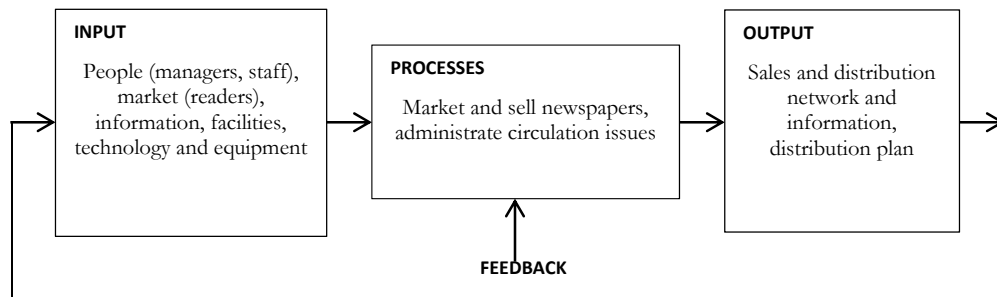 INPUT
People (managers, staff),
market (readers),
information, facilities,
technology and equipment
PROCESSES
Market and sell newspapers,
administrate circulation issues
OUTPUT
Sales and distribution
network and
information,
distribution plan
FEEDBACK